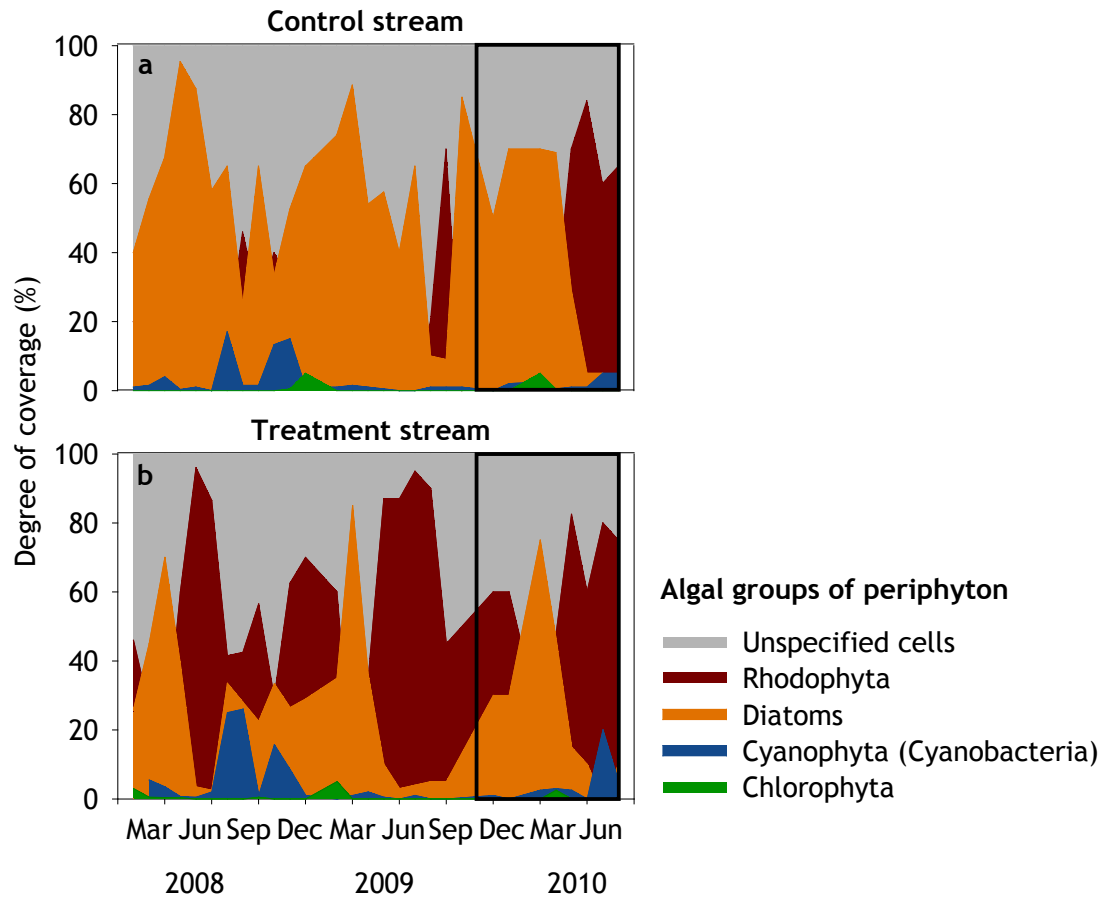 Control stream
a
100
80
60
40
20
0
Degree of coverage (%)
Treatment stream
b
100
80
60
40
20
0
Mar Jun Sep Dec Mar Jun Sep Dec Mar Jun
2008 2009 2010
Algal groups of periphyton
Unspecified cells
Rhodophyta
Diatoms
Cyanophyta (Cyanobacteria)
Chlorophyta